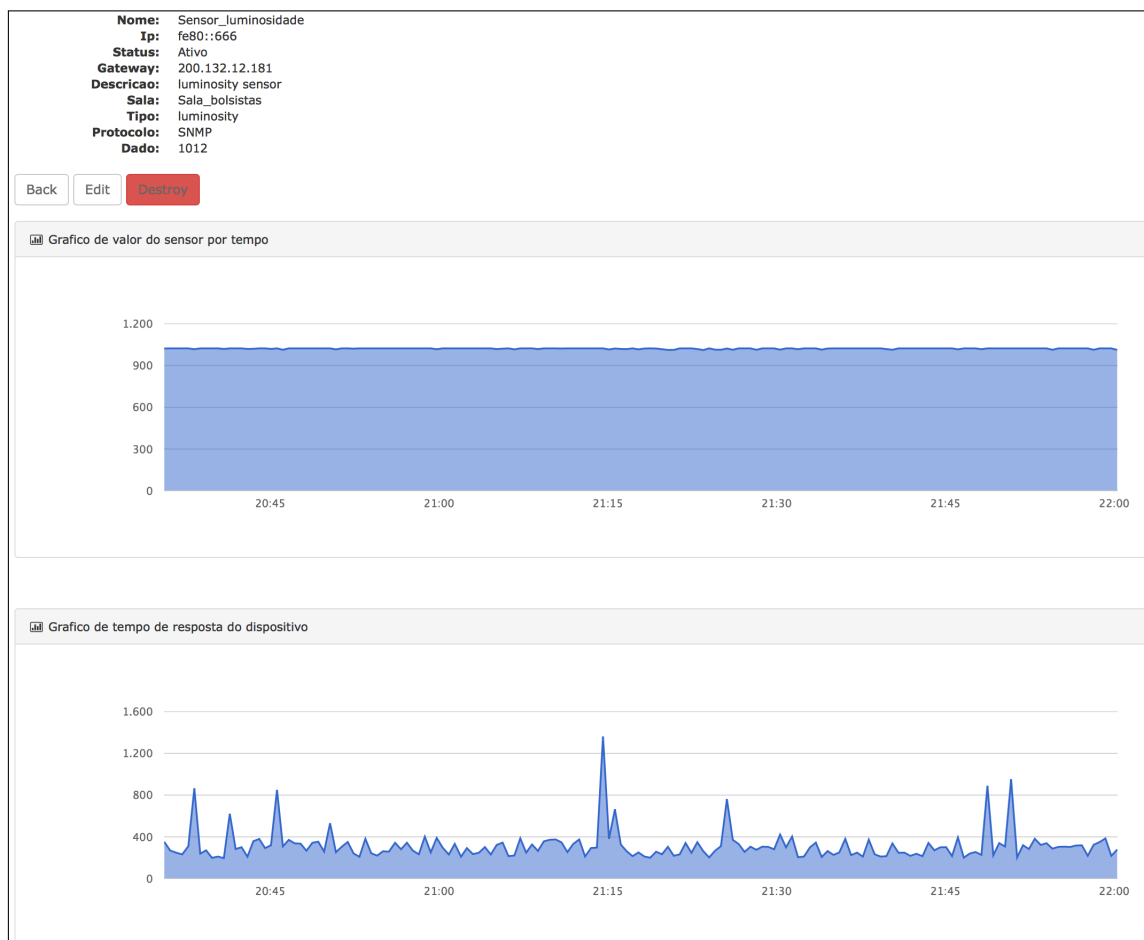 Nome: Sensor_luminosidade
Ip: fe80::666
Status: Ativo
Gateway: 200.132.12.181
Descricao: luminosity sensor
Sala: Sala_bolsistas
Tipo: luminosity
Protocolo: SNMP
Dado: 1012
Back Edit Destroy
Grafico de valor do sensor por tempo
1.200
900
600
300
0
20:45 21:00 21:15 21:30 21:45 22:00
Grafico de tempo de resposta do dispositivo
1.600
1.200
800
400
0
20:45 21:00 21:15 21:30 21:45 22:00